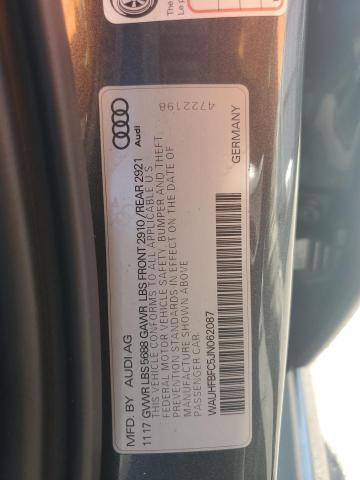 MFD. BY AUDI AG
11 17 GVWR LBS 5688 GAWR LBS FRONT 2910 /REAR 2921
THIS VEHICLE CONFORMS TO ALL APPLICABLE U.S.
FEDERAL MOTOR VEHICLE SAFETY, BUMPER AND THEFT
PREVENTION STANDARDS IN EFFECT ON THE DATE OF
MANUFACTURE SHOWN ABOVE
PASSENGER CAR
WAUHFBFC5JN062087
GERMANY
Audi
4722198